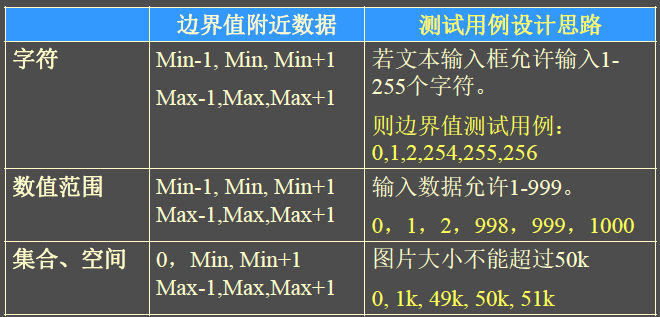 边界值附近数据
测试用例设计思路
字符
Min-1, Min, Min+1
Max-1,Max,Max+1
若文本输入框允许输入1-
255个字符。
则边界值测试用例：
0,1,2,254,255,256
数值范围
Min-1, Min, Min+1
Max-1,Max,Max+1
输入数据允许1-999。
0，1，2，998，999，1000
集合、空间
0，Min, Min+1
Max-1,Max,Max+1
图片大小不能超过50k
0, 1k, 49k, 50k, 51k